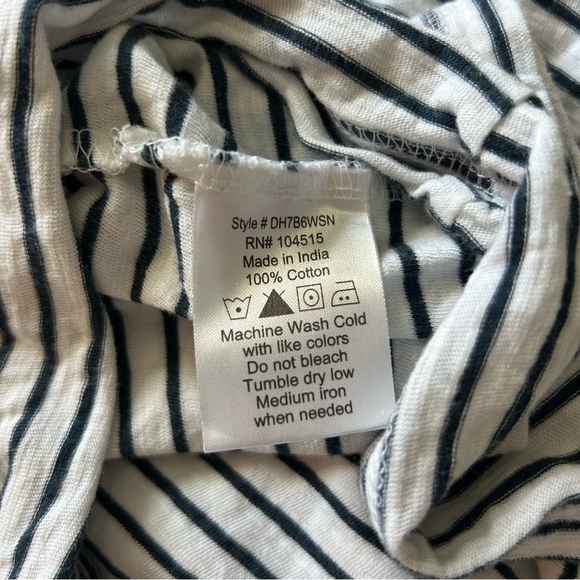 Style # DH7B6WSN
RN# 104515
Made in India
100% Cotton
Machine Wash Cold
with like colors
Do not bleach
Tumble dry low
Medium iron
when needed